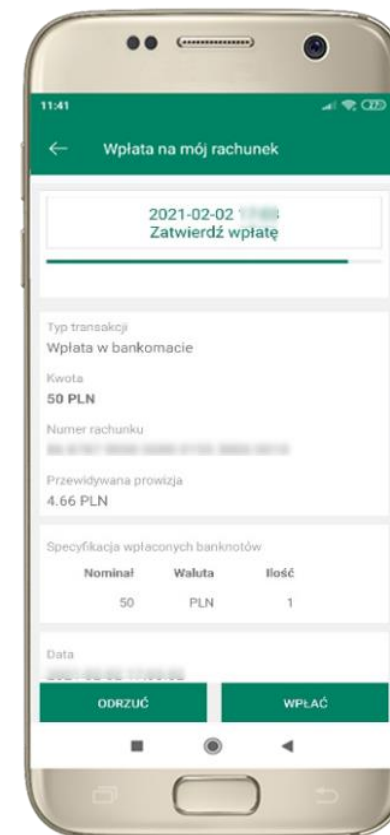 11:41
Wpłata na mój rachunek
2021-02-02
Zatwierdź wpłatę
Typ transakcji
Wpłata w bankomacie
Kwota
50 PLN
Numer rachunku
Przewidywana prowizja
4.66 PLN
Specyfikacja wpłaconych banknotów
Nominał Waluta Ilość
50 PLN 1
Data
ODRZUĆ WPŁAĆ